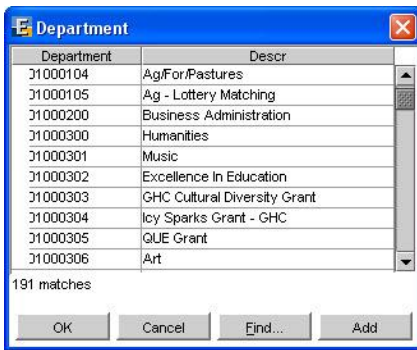 E Department
Department Descr
01000104 Ag/For/Pastures
01000105 Ag - Lottery Matching
01000200 Business Administration
01000300 Humanities
01000301 Music
01000302 Excellence In Education
01000303 GHC Cultural Diversity Grant
01000304 Icy Sparks Grant - GHC
01000305 QUE Grant
01000306 Art
191 matches
OK Cancel Find... Add